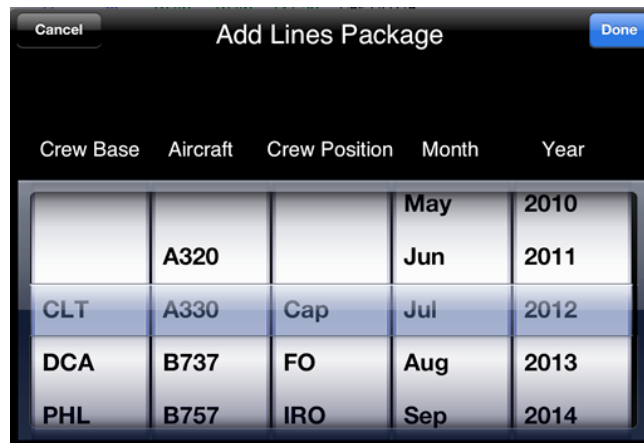 Cancel Add Lines Package Done
Crew Base Aircraft Crew Position Month Year
May 2010
A320 Jun 2011
CLT A330 Cap Jul 2012
DCA B737 FO Aug 2013
PHL B757 IRO Sep 2014